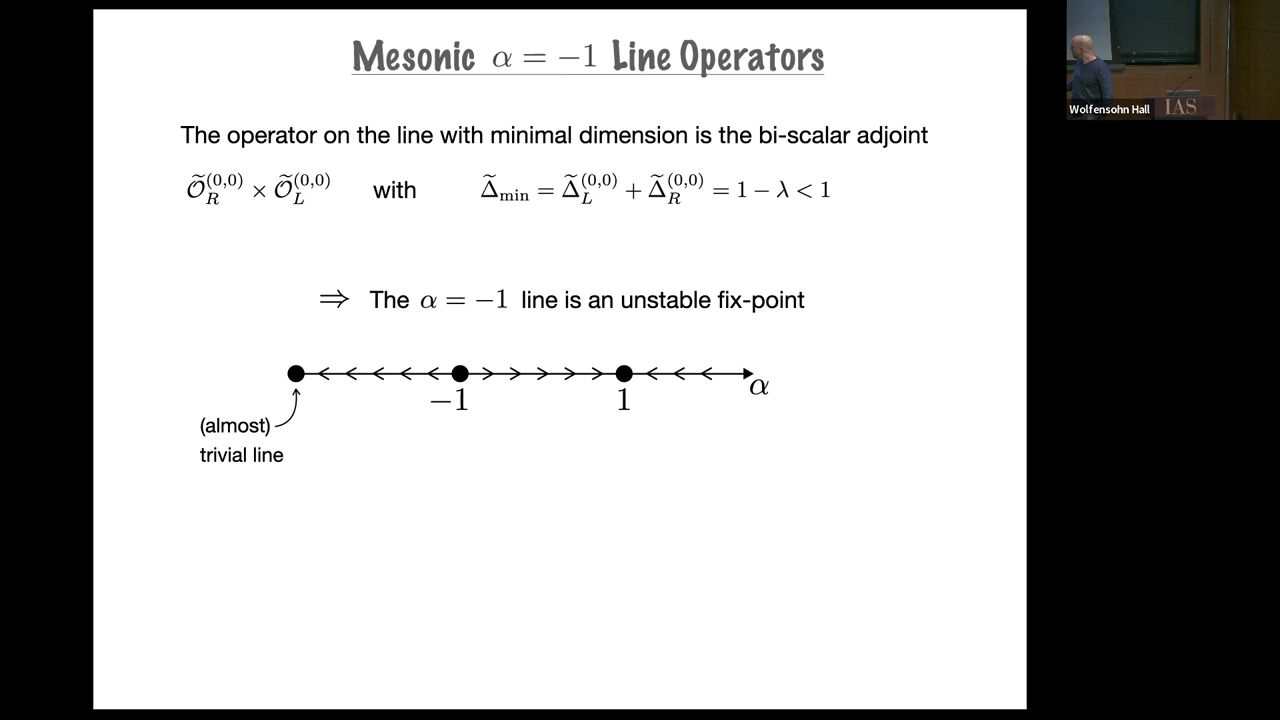 Mesonic α = −1 Line Operators
The operator on the line with minimal dimension is the bi-scalar adjoint
Õ_R^(0,0) × Õ_L^(0,0) with Δ̃_min = Δ̃_L^(0,0) + Δ̃_R^(0,0) = 1 − λ < 1
⇒ The α = −1 line is an unstable fix-point
−1 1 α
(almost)
trivial line
Wolfensohn Hall
IAS